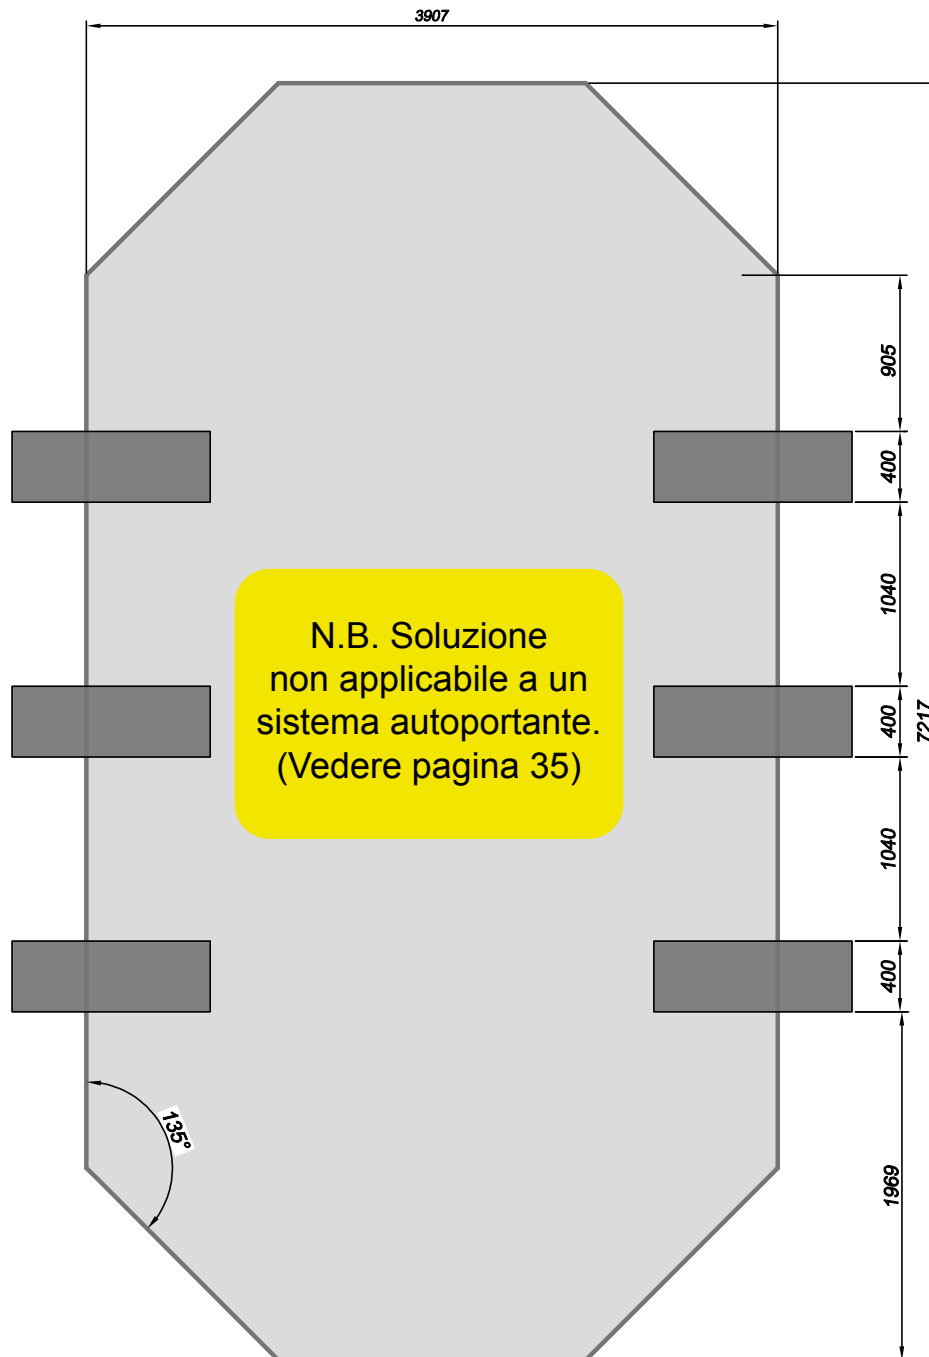 3907
905
400
1040
N.B. Soluzione
non applicabile a un
sistema autoportante.
(Vedere pagina 35)
400
7217
1040
400
135°
1969